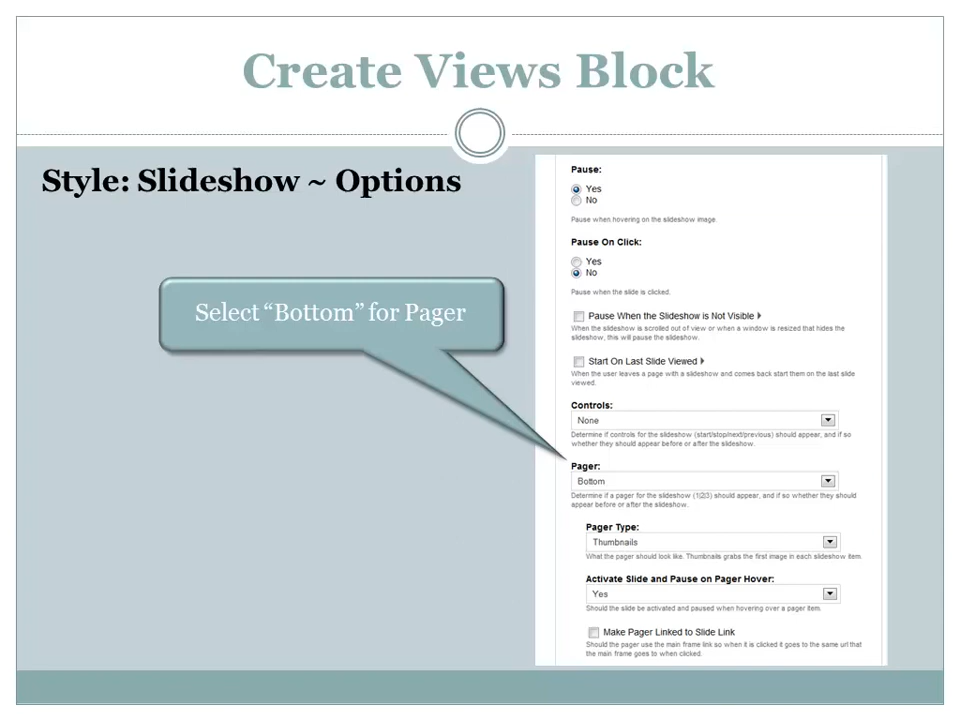 Create Views Block
Style: Slideshow ~ Options
Select “Bottom” for Pager
Pause:
Yes
No
Pause when hovering on the slideshow image.
Pause On Click:
Yes
No
Pause when the slide is clicked.
Pause When the Slideshow is Not Visible
When the slideshow is scrolled out of view or when a window is resized that hides the
slideshow, this will pause the slideshow.
Start On Last Slide Viewed
When the user leaves a page with a slideshow and comes back start them on the last slide
viewed.
Controls:
None
Determine if controls for the slideshow (start/stop/next/previous) should appear, and if so
whether they should appear before or after the slideshow.
Pager:
Bottom
Determine if a pager for the slideshow (1|2|3) should appear, and if so whether they should
appear before or after the slideshow.
Pager Type:
Thumbnails
What the pager should look like. Thumbnails grabs the first image in each slideshow item.
Activate Slide and Pause on Pager Hover:
Yes
Should the slide be activated and paused when hovering over a pager item.
Make Pager Linked to Slide Link
Should the pager use the main frame link so when it is clicked it goes to the same url that
the main frame goes to when clicked.